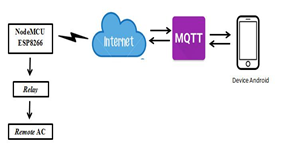 NodeMCU
ESP8266
Internet
MQTT
Device Android
Relay
Remote AC